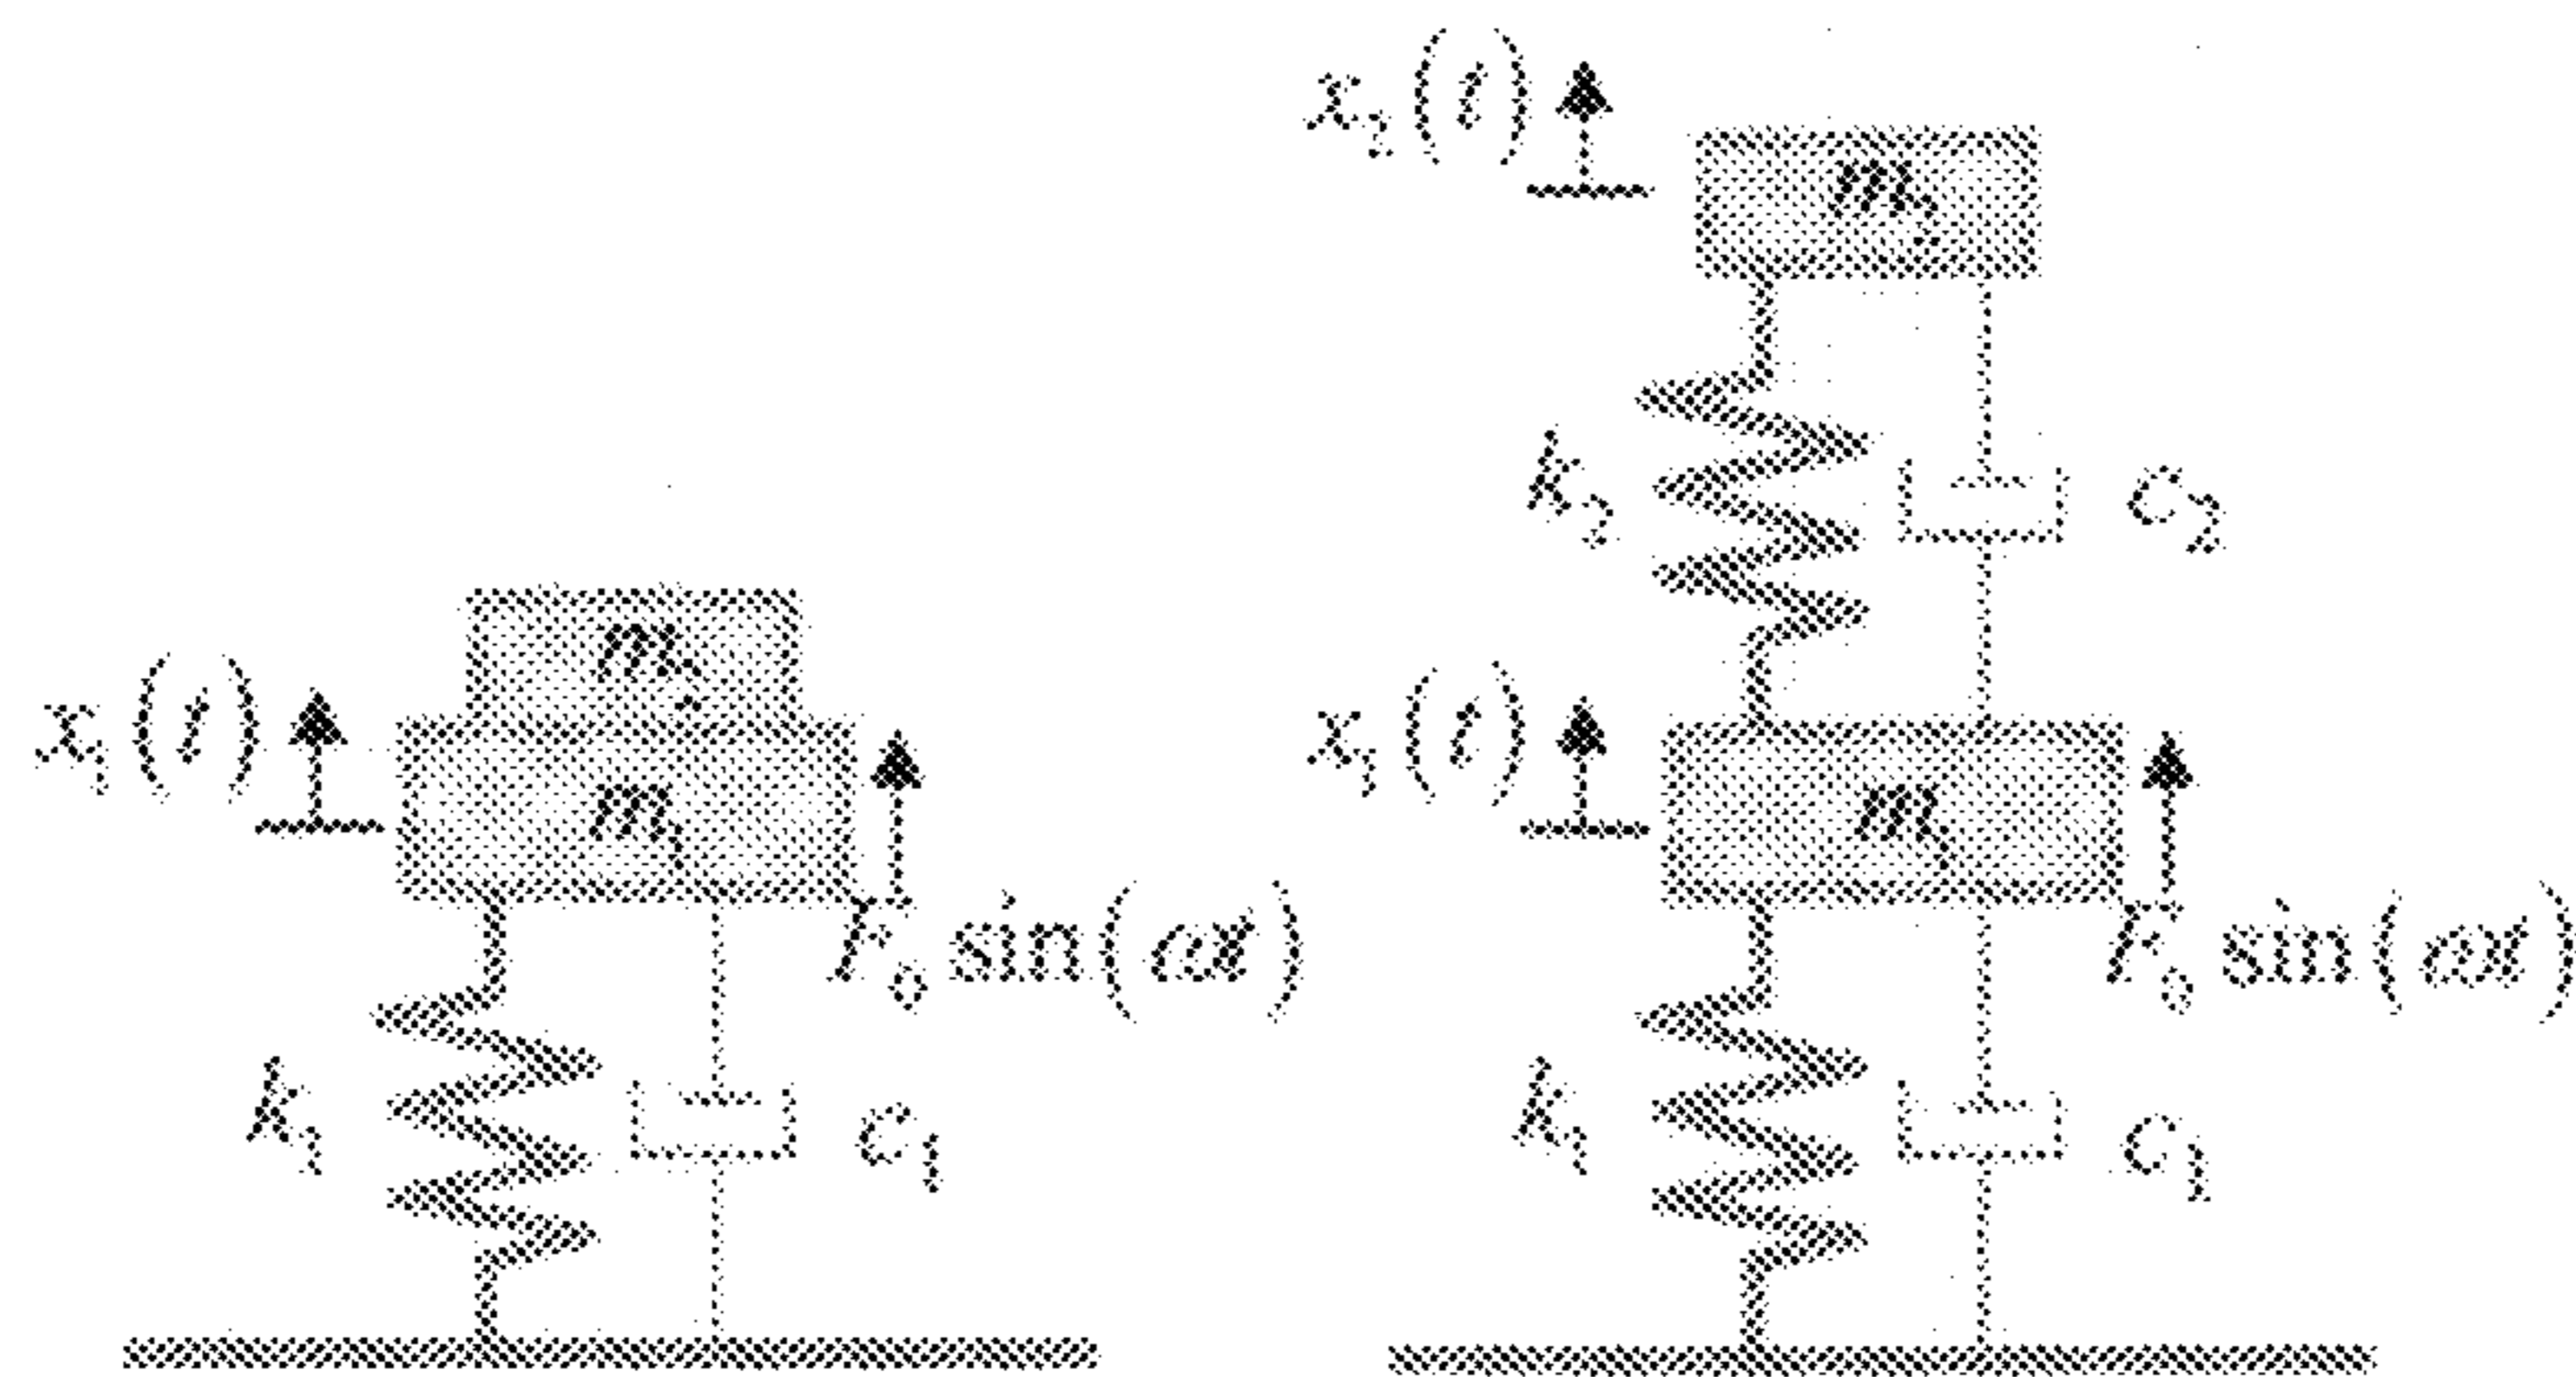 x₁(t)
m₂
m₁
F₀ sin(ωt)
k₁
c₁
x₂(t)
m₂
k₂
c₂
x₁(t)
m₁
F₀ sin(ωt)
k₁
c₁